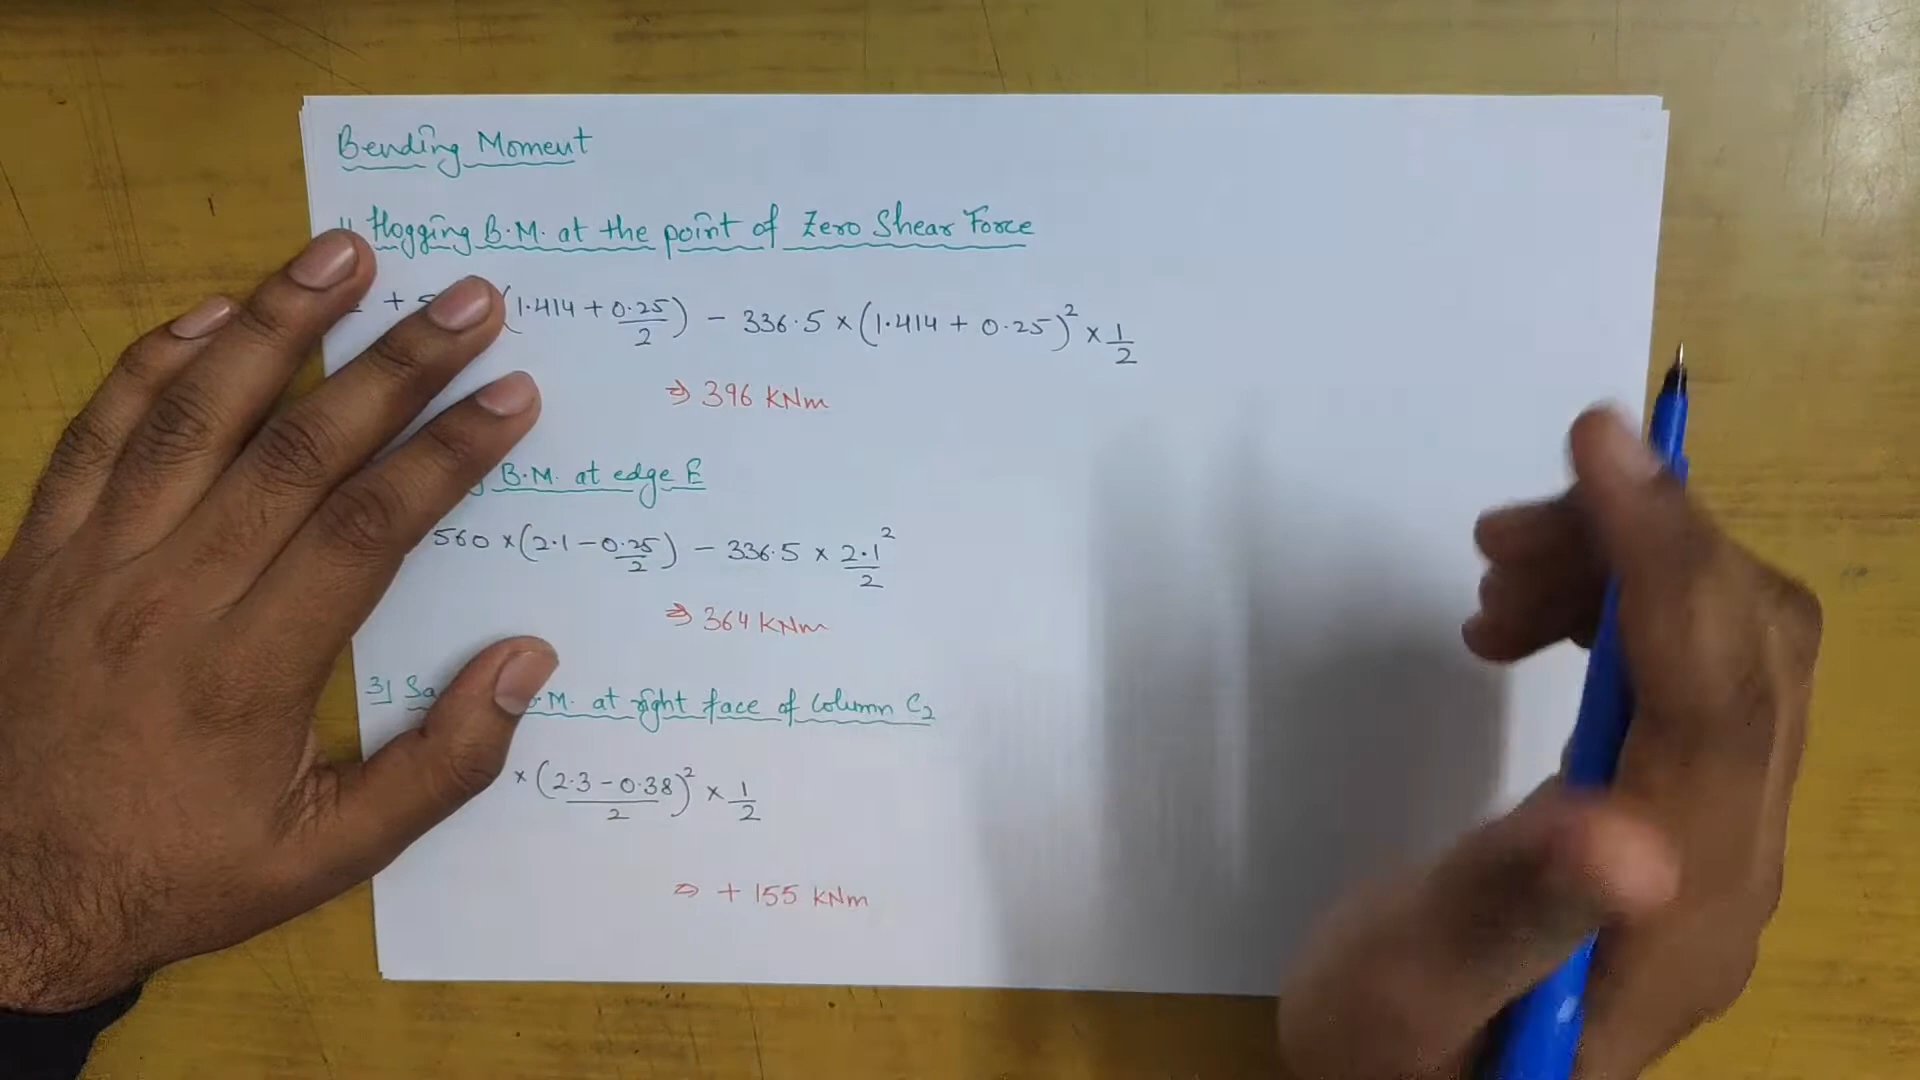 Bending Moment
Hogging B.M. at the point of Zero Shear Force
+ (1.414 + 0.25/2) - 336.5 × (1.414 + 0.25)² × 1/2
⇒ 396 KNm
B.M. at edge E
560 × (2.1 - 0.25/2) - 336.5 × 2.1²/2
⇒ 364 KNm
3] B.M. at right face of Column C₂
× ((2.3 - 0.38)/2)² × 1/2
⇒ + 155 KNm